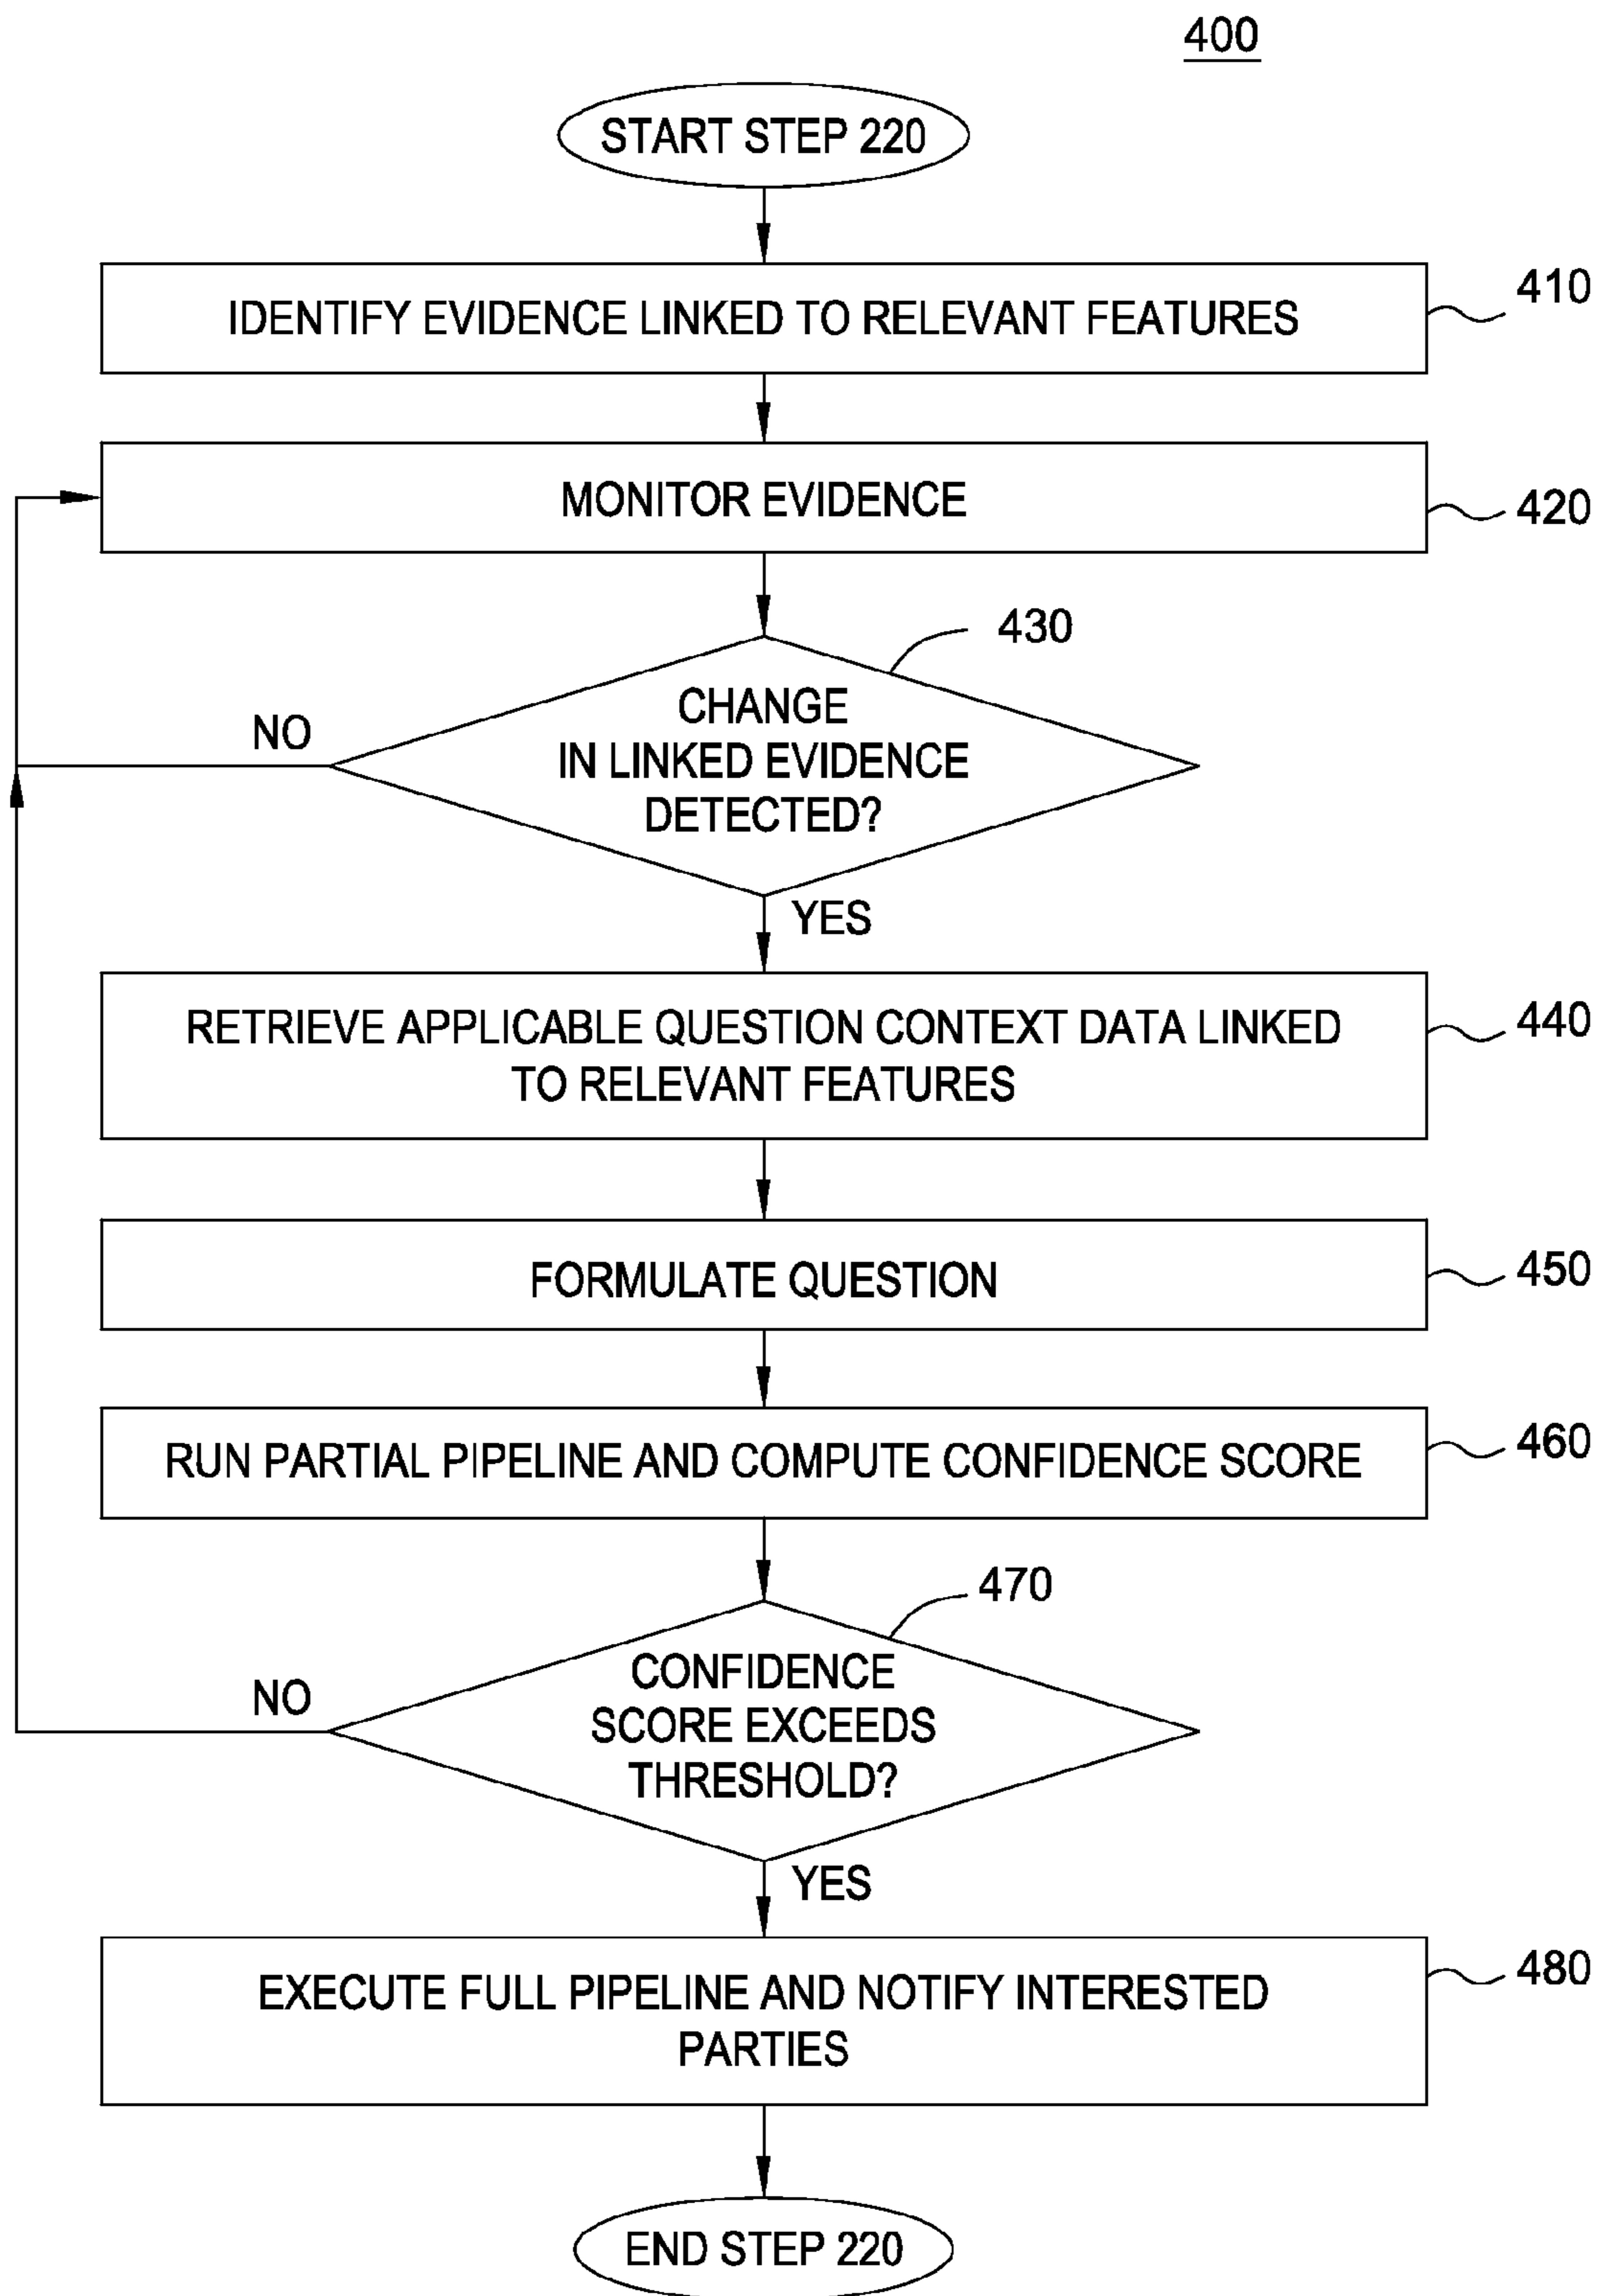 400
START STEP 220
IDENTIFY EVIDENCE LINKED TO RELEVANT FEATURES
410
MONITOR EVIDENCE
420
430
CHANGE
IN LINKED EVIDENCE
DETECTED?
NO
YES
RETRIEVE APPLICABLE QUESTION CONTEXT DATA LINKED
TO RELEVANT FEATURES
440
FORMULATE QUESTION
450
RUN PARTIAL PIPELINE AND COMPUTE CONFIDENCE SCORE
460
470
CONFIDENCE
SCORE EXCEEDS
THRESHOLD?
NO
YES
EXECUTE FULL PIPELINE AND NOTIFY INTERESTED
PARTIES
480
END STEP 220